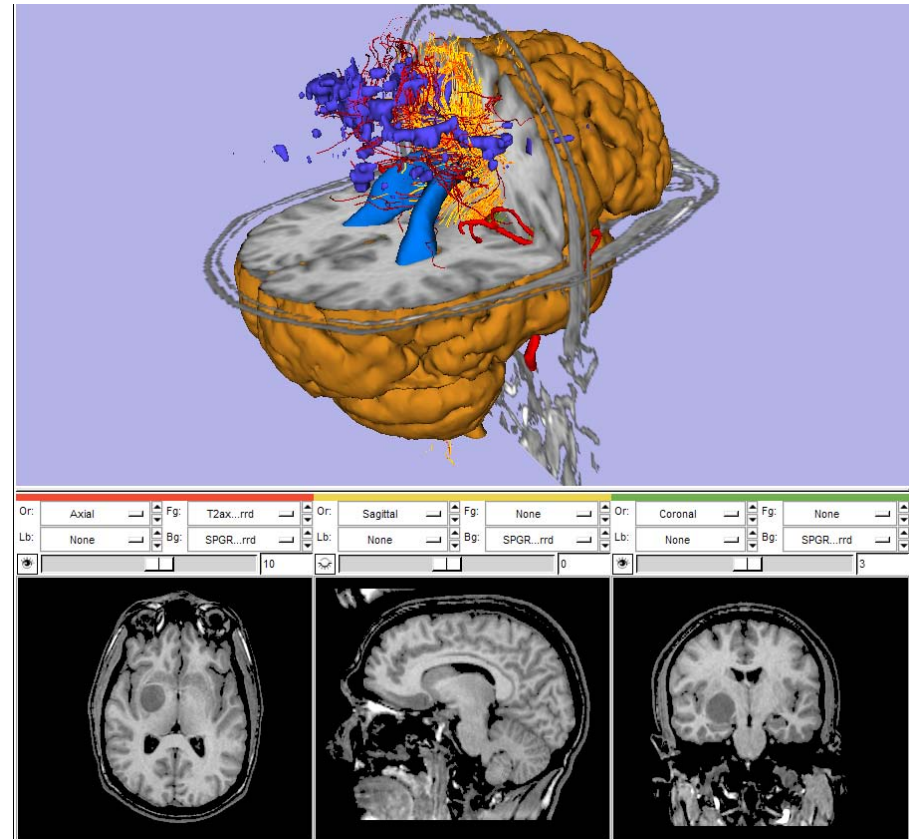 Or: Axial Fg: T2ax...rrd Or: Sagittal Fg: None Or: Coronal Fg: None
Lb: None Bg: SPGR...rrd Lb: None Bg: SPGR...rrd Lb: None Bg: SPGR...rrd
10 0 3